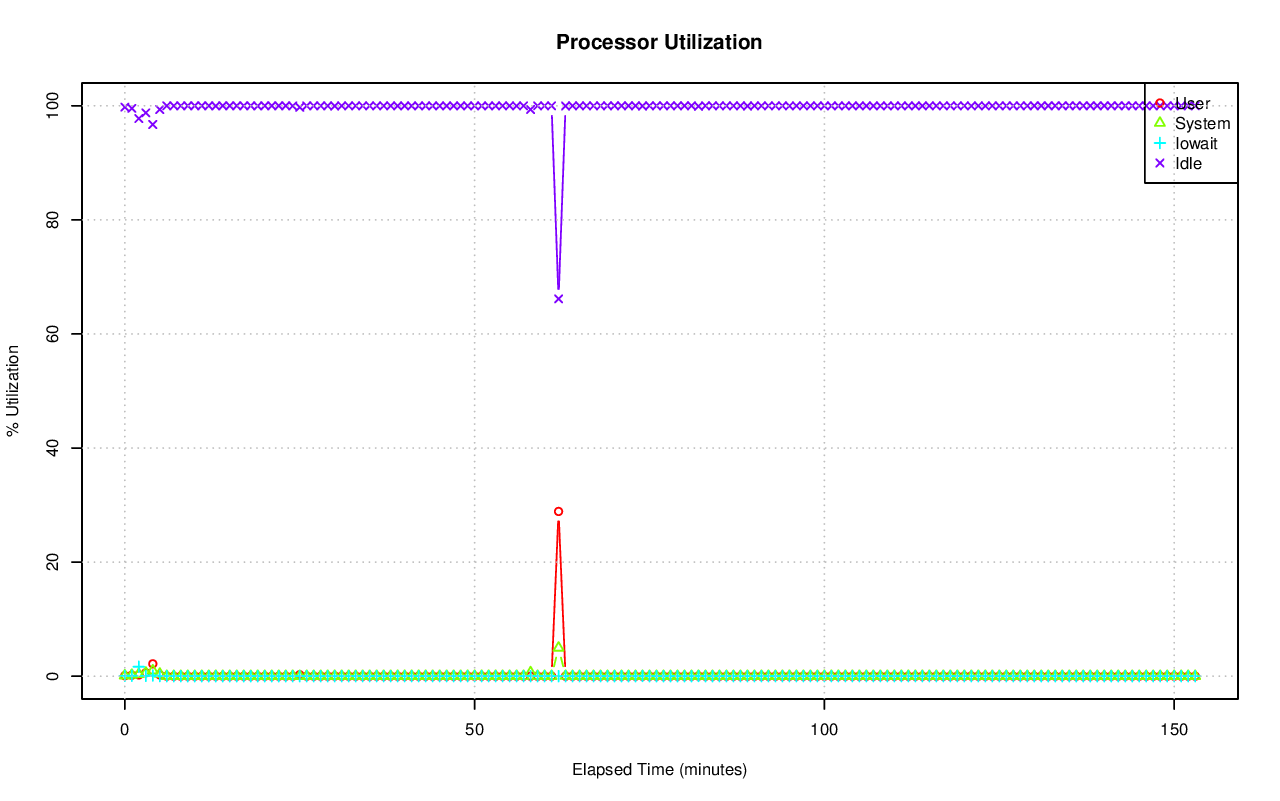 Processor Utilization
% Utilization
100
80
60
40
20
0
User
System
Iowait
Idle
0 50 100 150
Elapsed Time (minutes)